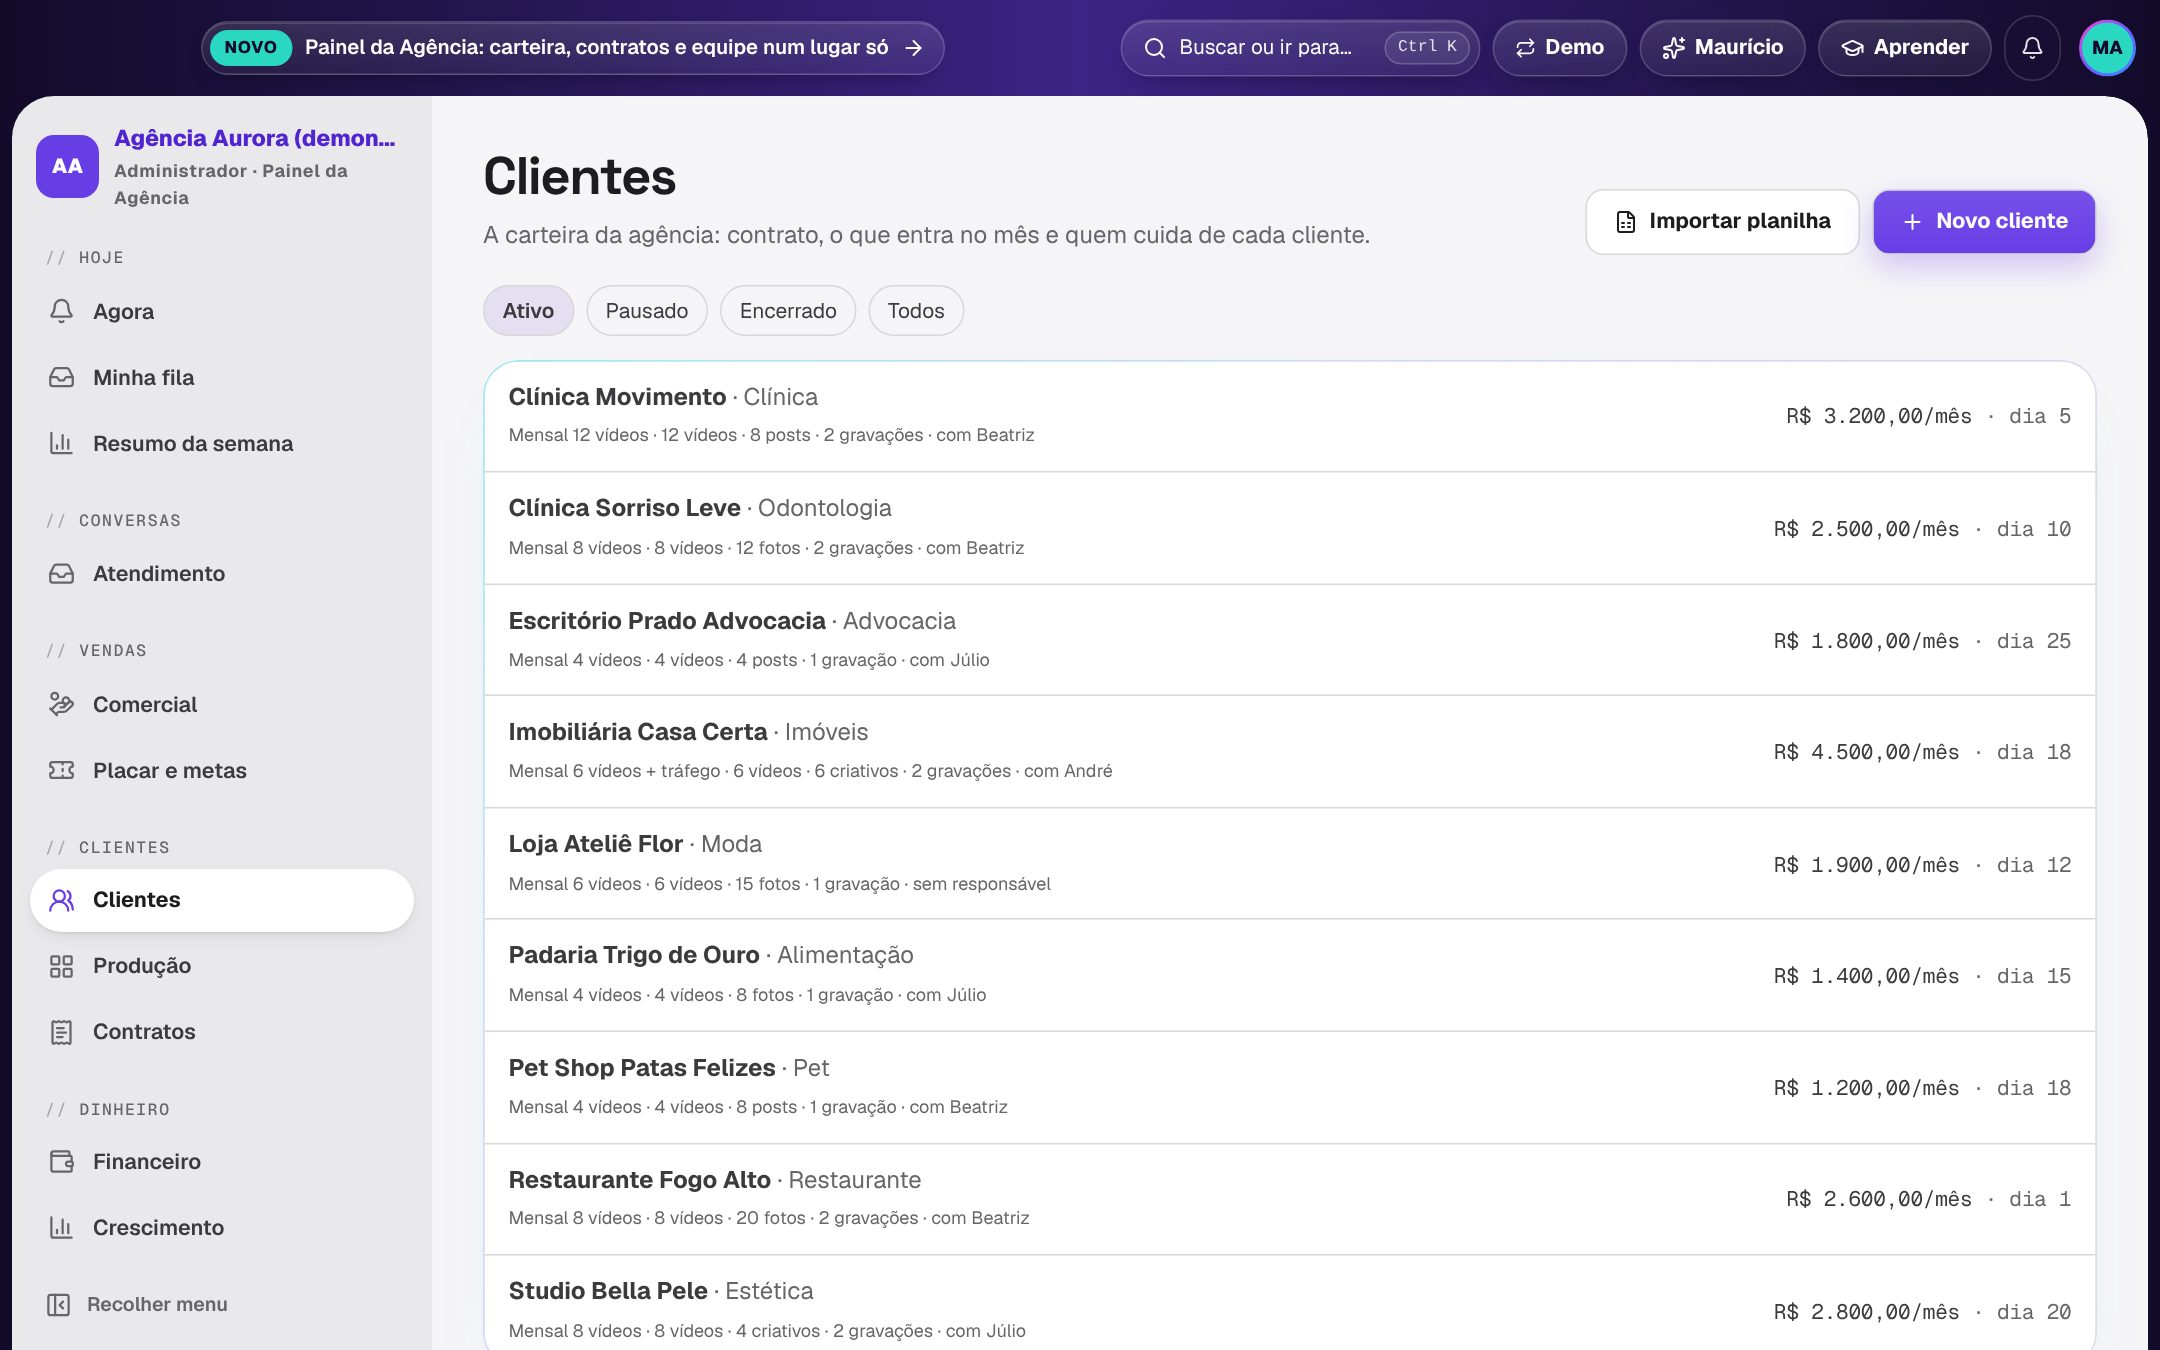 NOVO Painel da Agência: carteira, contratos e equipe num lugar só →
Buscar ou ir para... Ctrl K
Demo
Maurício
Aprender
MA
AA
Agência Aurora (demon...
Administrador · Painel da
Agência
// HOJE
Agora
Minha fila
Resumo da semana
// CONVERSAS
Atendimento
// VENDAS
Comercial
Placar e metas
// CLIENTES
Clientes
Produção
Contratos
// DINHEIRO
Financeiro
Crescimento
Recolher menu
Clientes
A carteira da agência: contrato, o que entra no mês e quem cuida de cada cliente.
Importar planilha
+ Novo cliente
Ativo
Pausado
Encerrado
Todos
Clínica Movimento · Clínica
Mensal 12 vídeos · 12 vídeos · 8 posts · 2 gravações · com Beatriz
R$ 3.200,00/mês · dia 5
Clínica Sorriso Leve · Odontologia
Mensal 8 vídeos · 8 vídeos · 12 fotos · 2 gravações · com Beatriz
R$ 2.500,00/mês · dia 10
Escritório Prado Advocacia · Advocacia
Mensal 4 vídeos · 4 vídeos · 4 posts · 1 gravação · com Júlio
R$ 1.800,00/mês · dia 25
Imobiliária Casa Certa · Imóveis
Mensal 6 vídeos + tráfego · 6 vídeos · 6 criativos · 2 gravações · com André
R$ 4.500,00/mês · dia 18
Loja Ateliê Flor · Moda
Mensal 6 vídeos · 6 vídeos · 15 fotos · 1 gravação · sem responsável
R$ 1.900,00/mês · dia 12
Padaria Trigo de Ouro · Alimentação
Mensal 4 vídeos · 4 vídeos · 8 fotos · 1 gravação · com Júlio
R$ 1.400,00/mês · dia 15
Pet Shop Patas Felizes · Pet
Mensal 4 vídeos · 4 vídeos · 8 posts · 1 gravação · com Beatriz
R$ 1.200,00/mês · dia 18
Restaurante Fogo Alto · Restaurante
Mensal 8 vídeos · 8 vídeos · 20 fotos · 2 gravações · com Beatriz
R$ 2.600,00/mês · dia 1
Studio Bella Pele · Estética
Mensal 8 vídeos · 8 vídeos · 4 criativos · 2 gravações · com Júlio
R$ 2.800,00/mês · dia 20